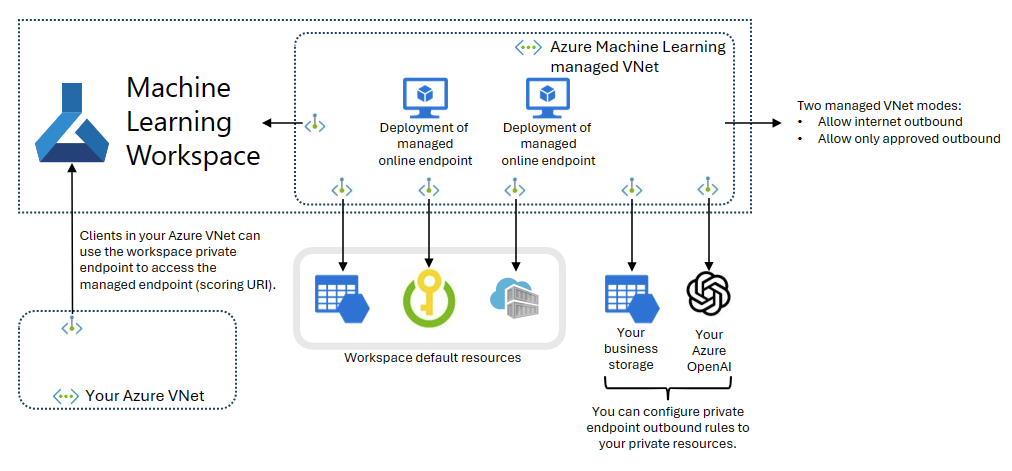 Azure Machine Learning
managed VNet
Machine
Learning
Workspace
Deployment of
managed
online endpoint
Deployment of
managed
online endpoint
Two managed VNet modes:
• Allow internet outbound
• Allow only approved outbound
Clients in your Azure VNet can
use the workspace private
endpoint to access the
managed endpoint (scoring URI).
Workspace default resources
Your
business
storage
Your
Azure
OpenAI
Your Azure VNet
You can configure private
endpoint outbound rules to
your private resources.